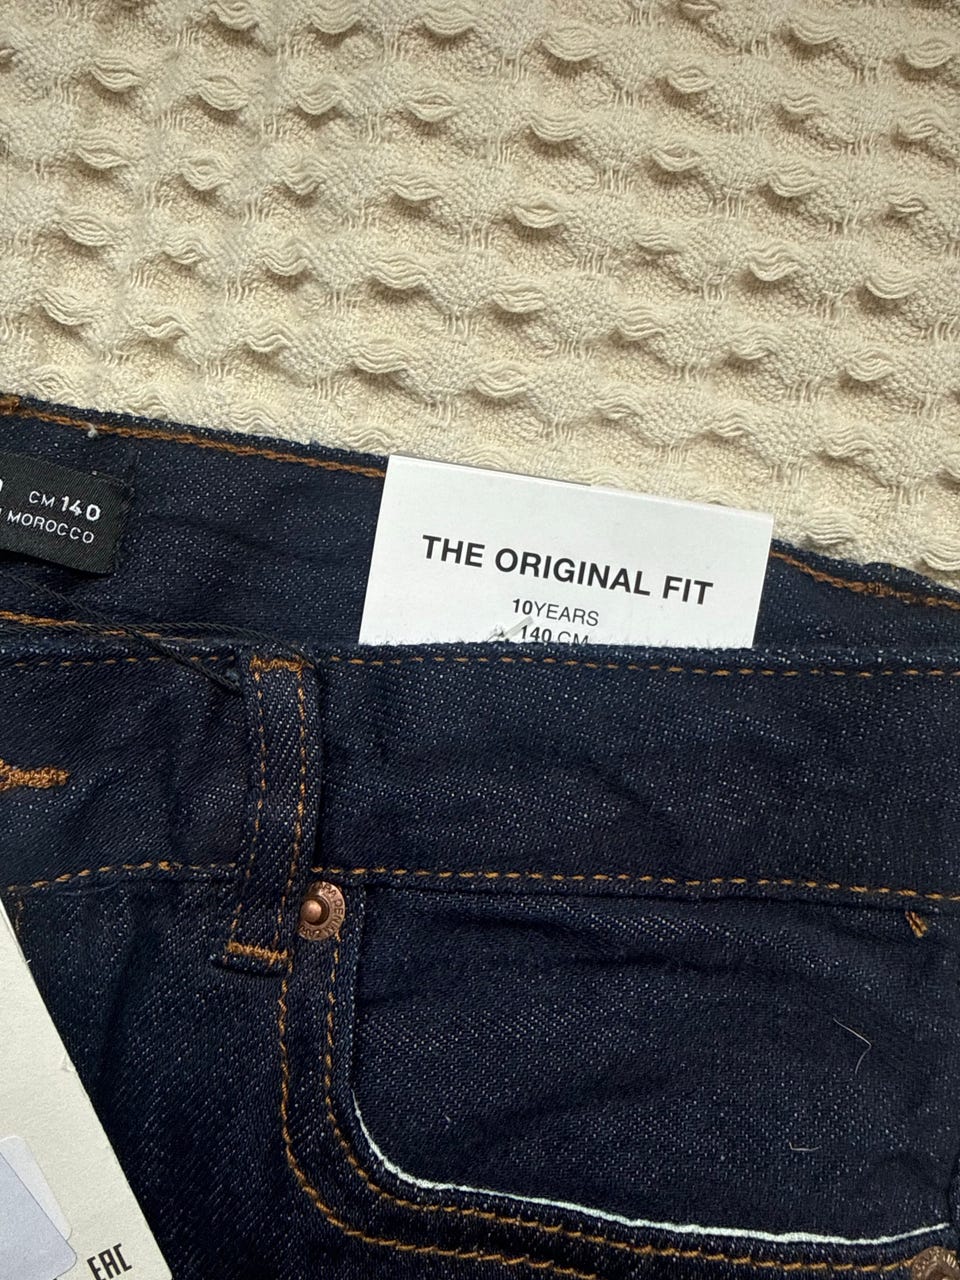 CM 140
MOROCCO
THE ORIGINAL FIT
10YEARS
140 CM
EAC